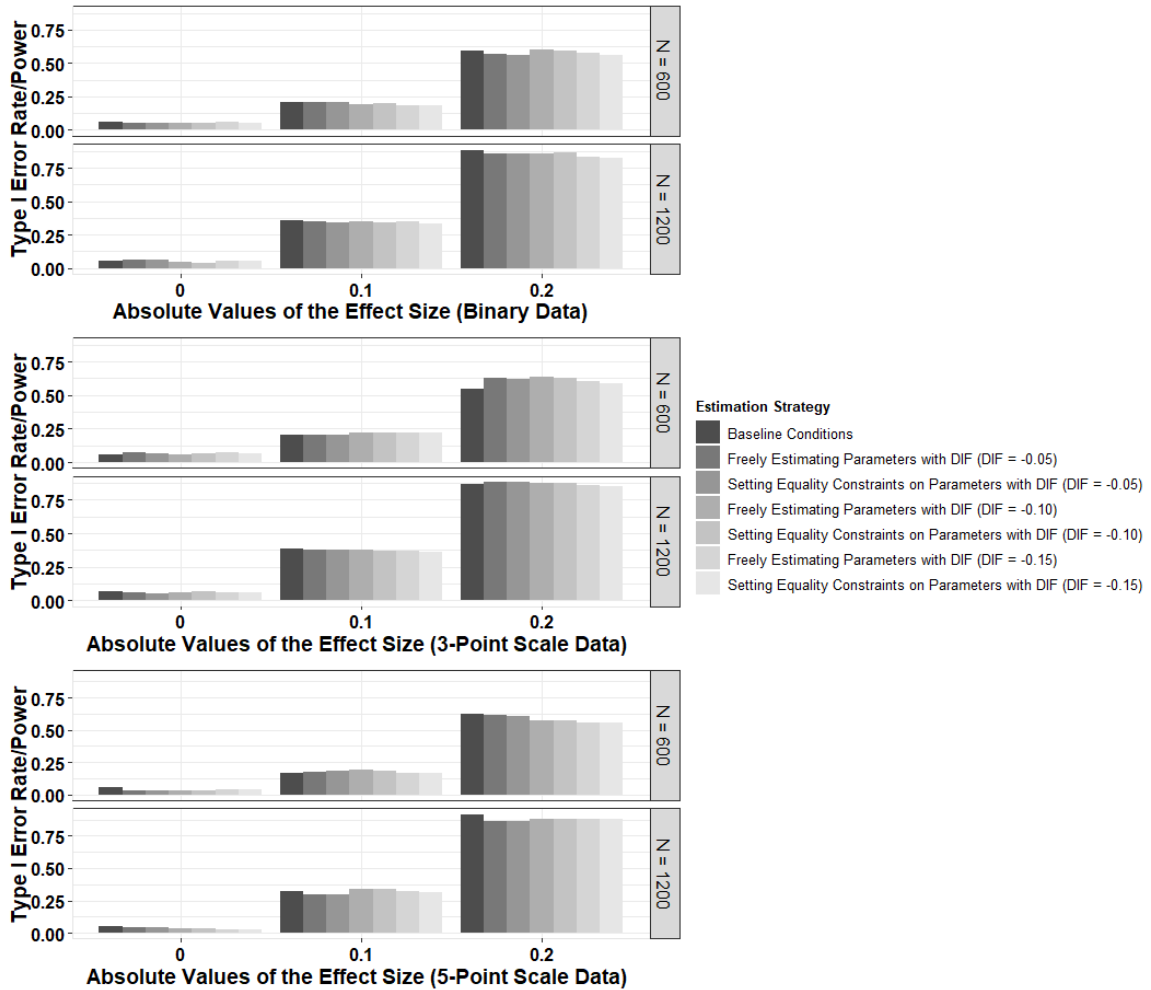 Type I Error Rate/Power
0.75
0.50
0.25
0.00
N = 600
0.75
0.50
0.25
0.00
N = 1200
0
0.1
0.2
Absolute Values of the Effect Size (Binary Data)
Type I Error Rate/Power
0.75
0.50
0.25
0.00
N = 600
0.75
0.50
0.25
0.00
N = 1200
0
0.1
0.2
Absolute Values of the Effect Size (3-Point Scale Data)
Type I Error Rate/Power
0.75
0.50
0.25
0.00
N = 600
0.75
0.50
0.25
0.00
N = 1200
0
0.1
0.2
Absolute Values of the Effect Size (5-Point Scale Data)
Estimation Strategy
Baseline Conditions
Freely Estimating Parameters with DIF (DIF = -0.05)
Setting Equality Constraints on Parameters with DIF (DIF = -0.05)
Freely Estimating Parameters with DIF (DIF = -0.10)
Setting Equality Constraints on Parameters with DIF (DIF = -0.10)
Freely Estimating Parameters with DIF (DIF = -0.15)
Setting Equality Constraints on Parameters with DIF (DIF = -0.15)